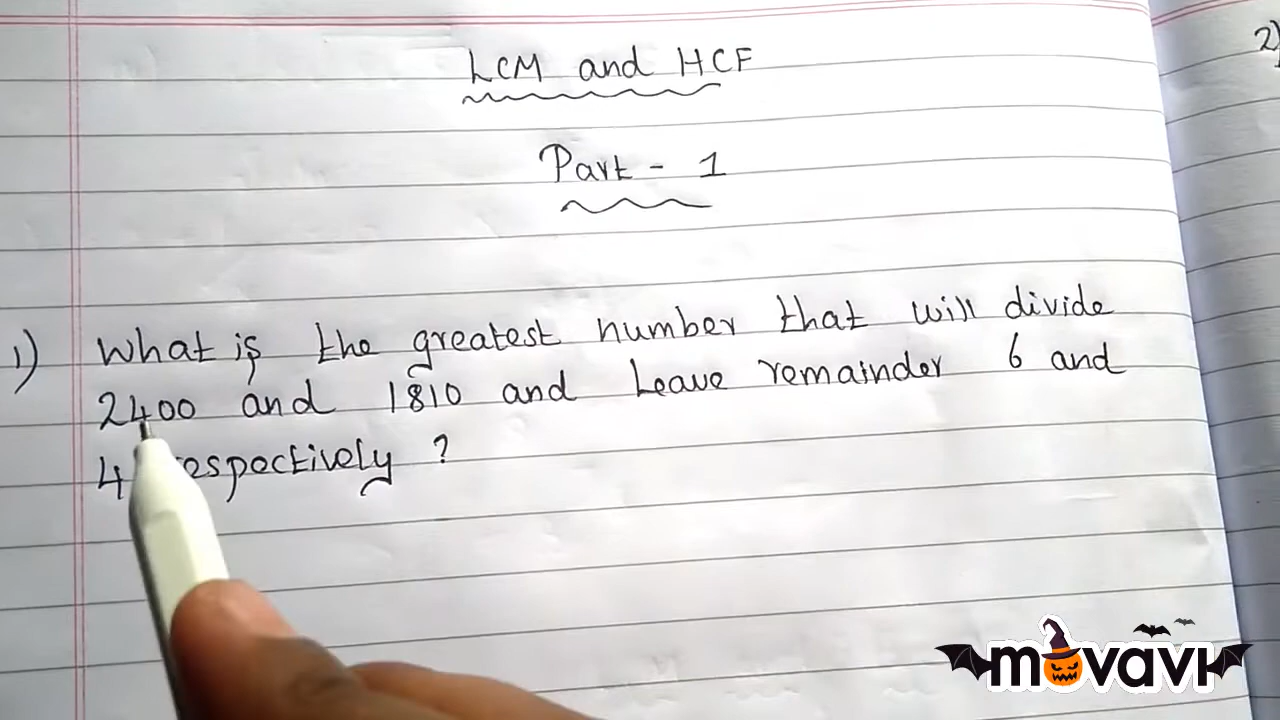 LCM and HCF
Part - 1
2)
1) What is the greatest number that will divide
2400 and 1810 and Leave remainder 6 and
4 respectively ?
movavi